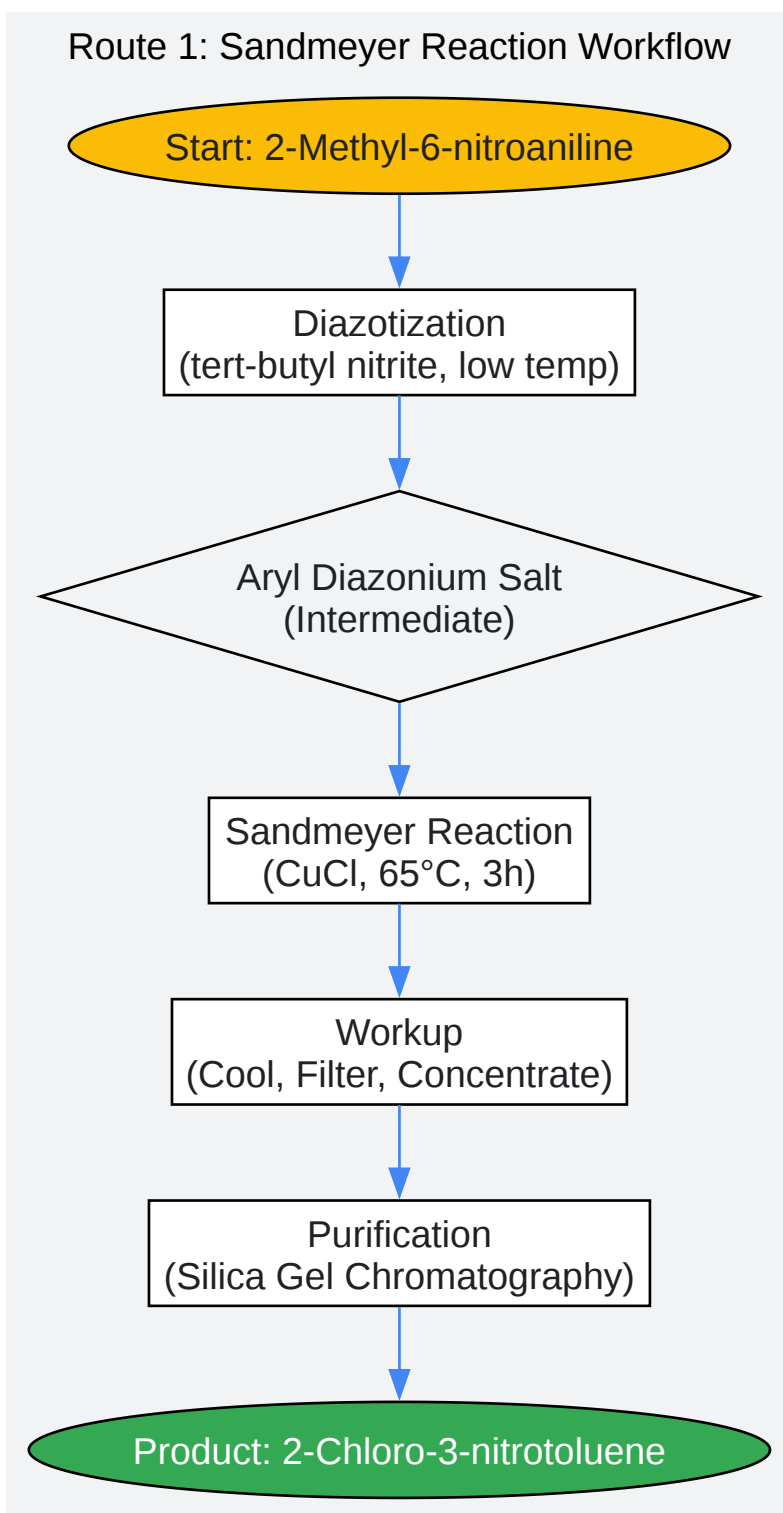 Route 1: Sandmeyer Reaction Workflow
Start: 2-Methyl-6-nitroaniline
Diazotization
(tert-butyl nitrite, low temp)
Aryl Diazonium Salt
(Intermediate)
Sandmeyer Reaction
(CuCl, 65°C, 3h)
Workup
(Cool, Filter, Concentrate)
Purification
(Silica Gel Chromatography)
Product: 2-Chloro-3-nitrotoluene